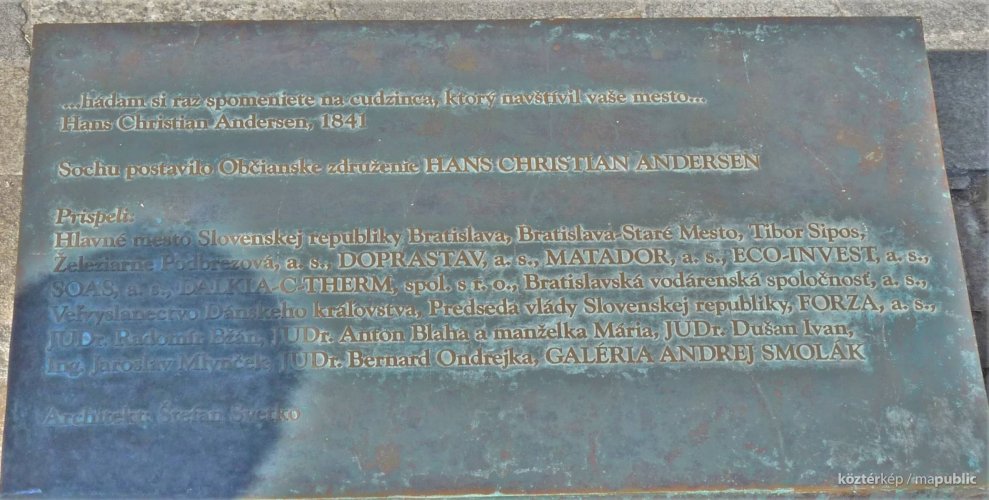 ...hádam si raz spomeniete na cudzinca, ktorý navštívil vaše mesto...
Hans Christian Andersen, 1841
Sochu postavilo Občianske združenie HANS CHRISTIAN ANDERSEN
Prispeli:
Hlavné mesto Slovenskej republiky Bratislava, Bratislava-Staré Mesto, Tibor Sipos,
Železiarne Podbrezová, a. s., DOPRASTAV, a. s., MATADOR, a. s., ECO-INVEST, a. s.,
SOAS, a. s., DALKIA-C-THERM, spol. s r. o., Bratislavská vodárenská spoločnosť, a. s.,
Veľvyslanectvo Dánskeho kráľovstva, Predseda vlády Slovenskej republiky, FORZA, a. s.,
JUDr. Radomír Bžán, JUDr. Anton Blaha a manželka Mária, JUDr. Dušan Ivan,
Ing. Jaroslav Mlynček, JUDr. Bernard Ondrejka, GALÉRIA ANDREJ SMOLÁK
Architekt: Štefan Svetko
köztérkép / mapublic